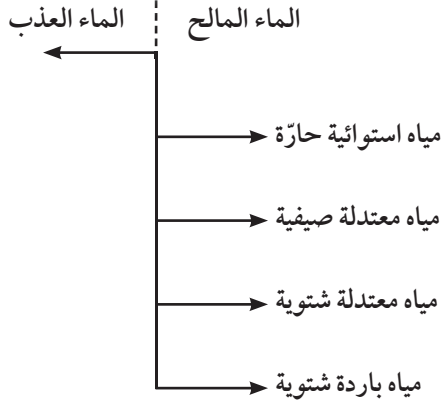 الماء المالح
الماء العذب
مياه استوائية حارّة
مياه معتدلة صيفية
مياه معتدلة شتوية
مياه باردة شتوية